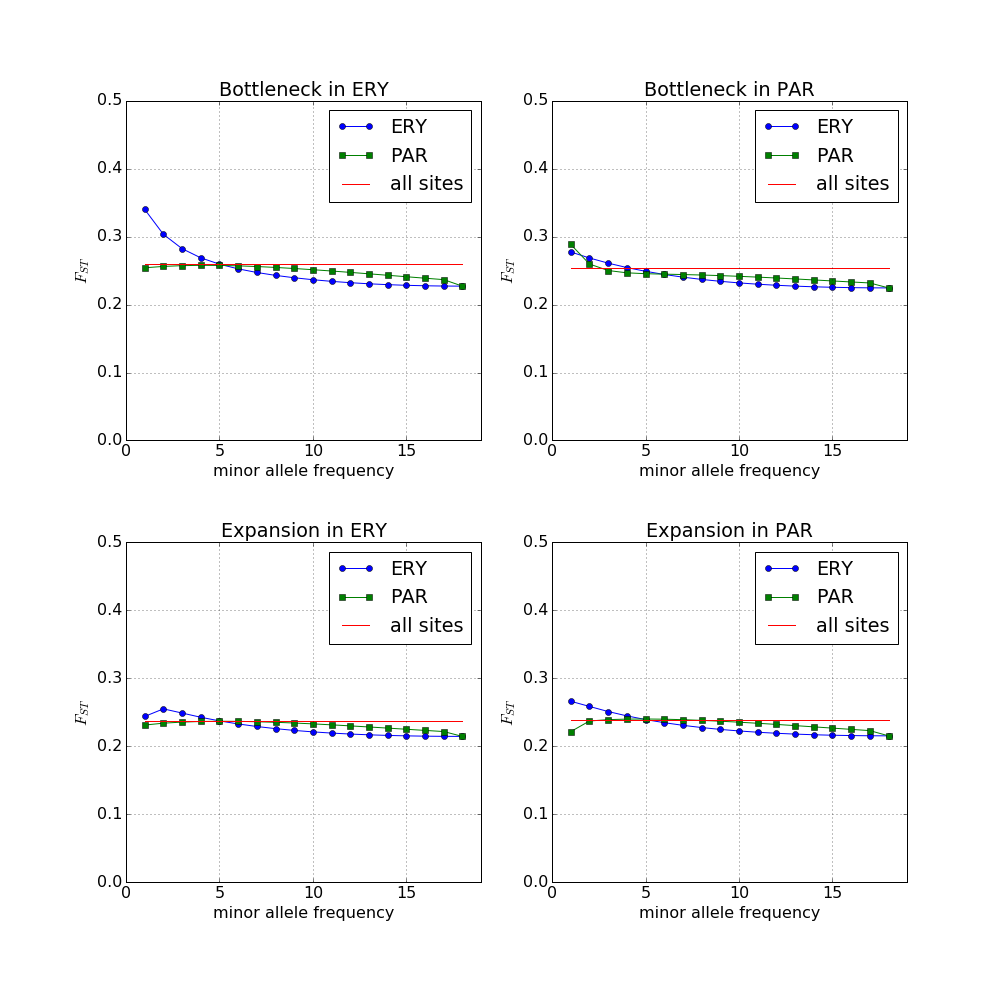 Bottleneck in ERY
0.5
0.4
0.3
0.2
0.1
0.0
F_ST
0 5 10 15
minor allele frequency
ERY
PAR
all sites
Bottleneck in PAR
0.5
0.4
0.3
0.2
0.1
0.0
F_ST
0 5 10 15
minor allele frequency
ERY
PAR
all sites
Expansion in ERY
0.5
0.4
0.3
0.2
0.1
0.0
F_ST
0 5 10 15
minor allele frequency
ERY
PAR
all sites
Expansion in PAR
0.5
0.4
0.3
0.2
0.1
0.0
F_ST
0 5 10 15
minor allele frequency
ERY
PAR
all sites